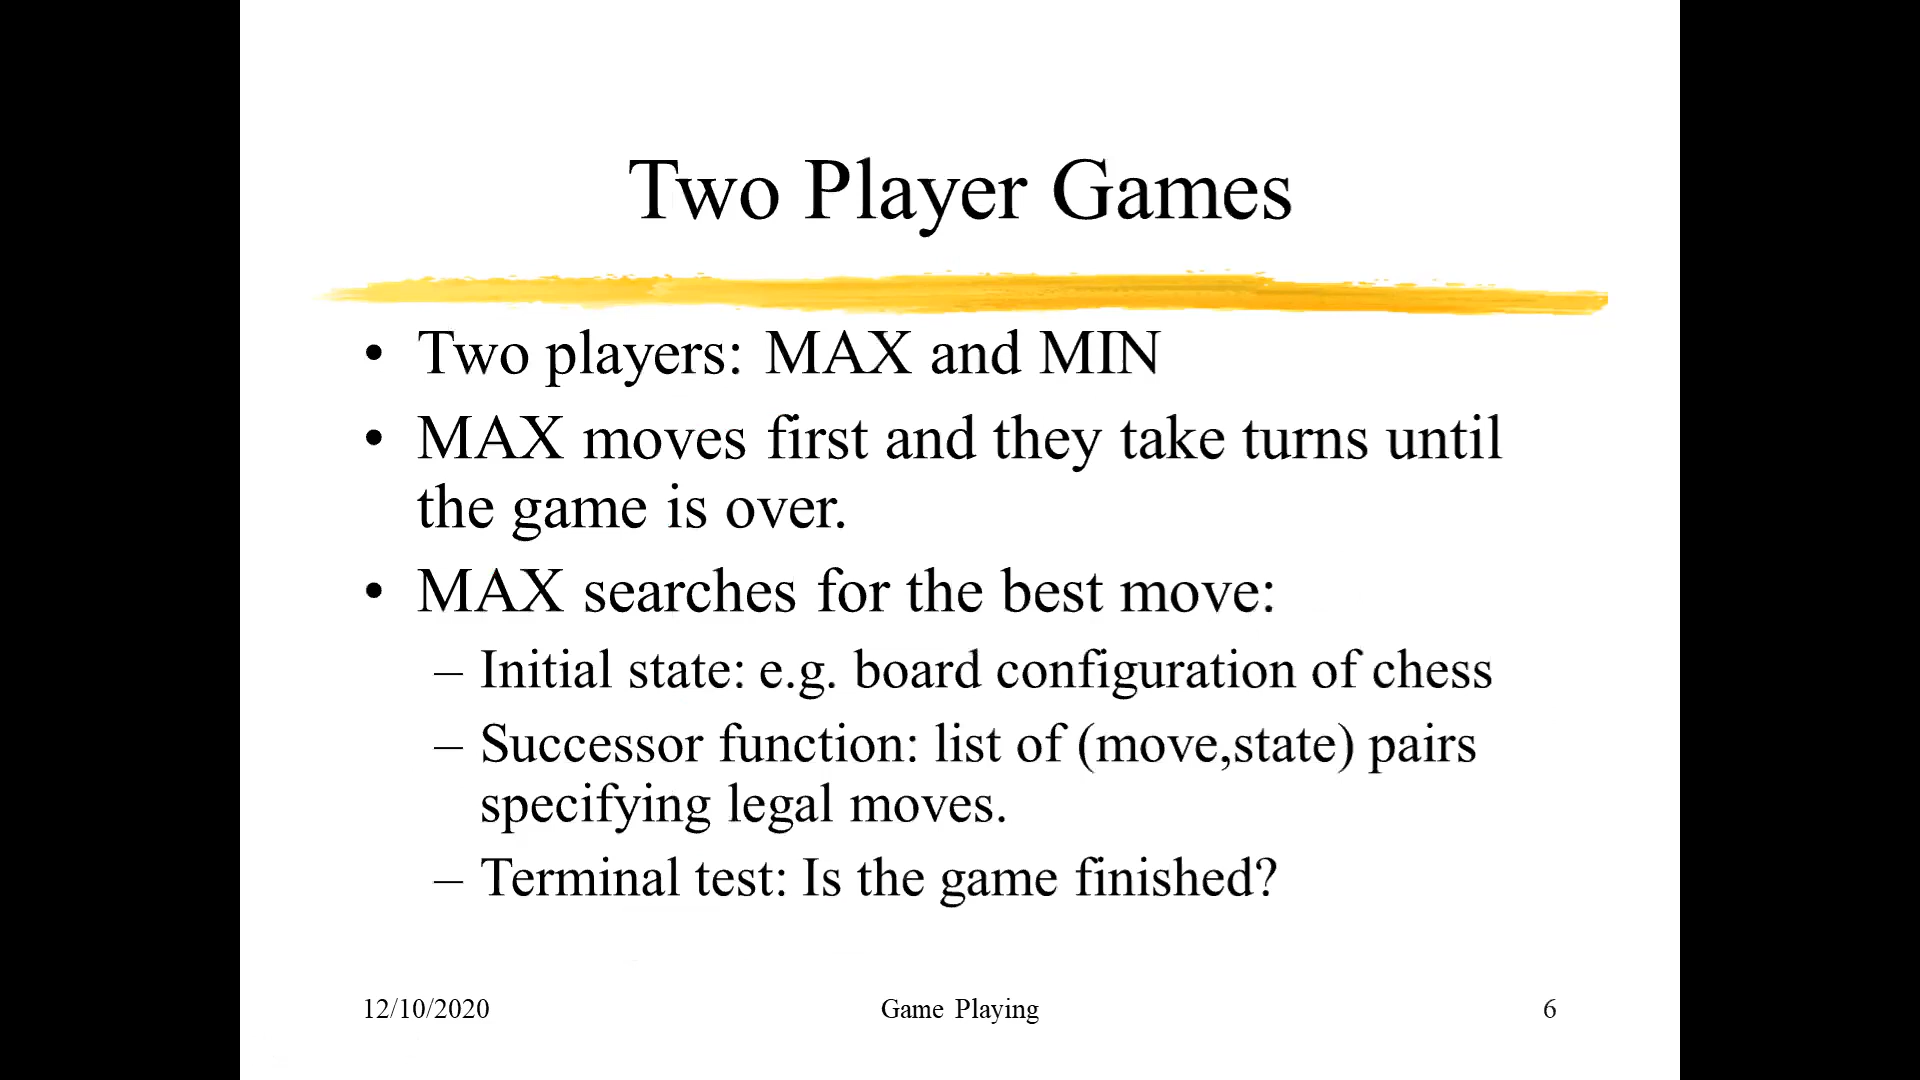 Two Player Games
• Two players: MAX and MIN
• MAX moves first and they take turns until
the game is over.
• MAX searches for the best move:
– Initial state: e.g. board configuration of chess
– Successor function: list of (move,state) pairs
specifying legal moves.
– Terminal test: Is the game finished?
12/10/2020 Game Playing 6